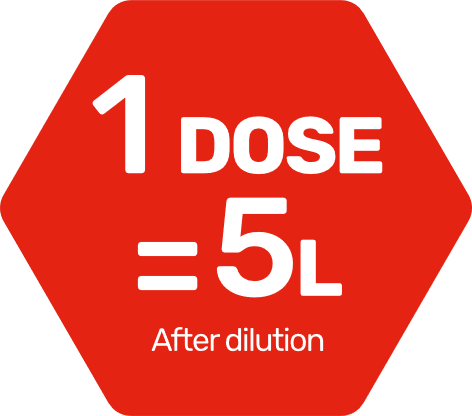 1 DOSE
= 5L
After dilution